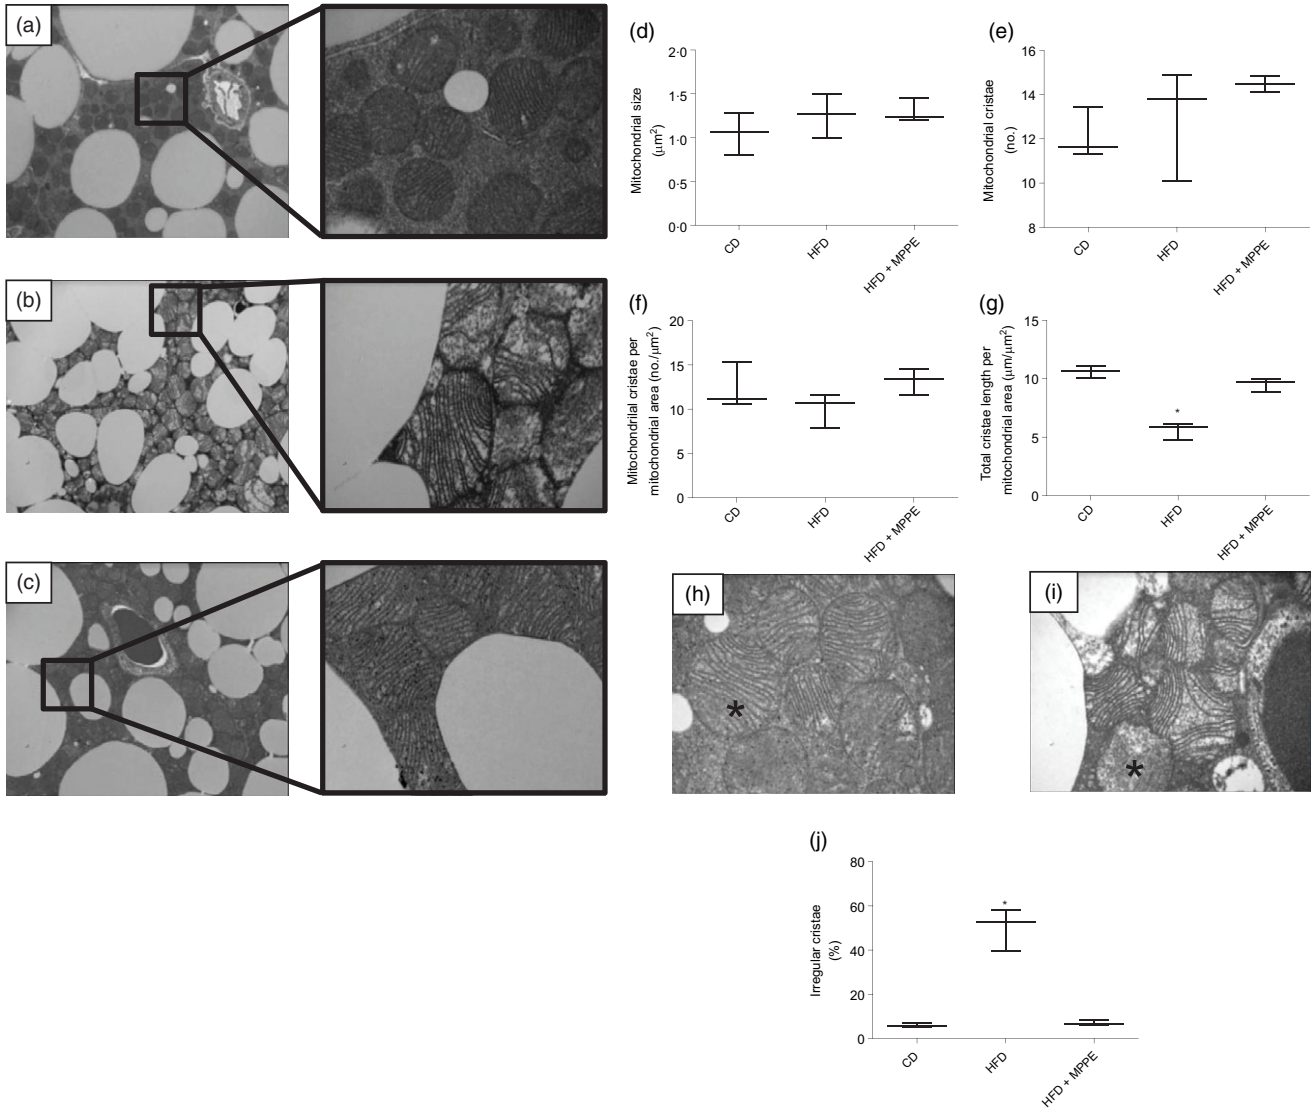 (a)
(b)
(c)
(d)
Mitochondrial size
(μm²)
2·0
1·5
1·0
0·5
0·0
CD
HFD
HFD + MPPE
(e)
Mitochondrial cristae
(no.)
16
14
12
10
8
CD
HFD
HFD + MPPE
(f)
Mitochondrilal cristae per
mitochondrial area (no./μm²)
20
15
10
5
0
CD
HFD
HFD + MPPE
(g)
Total cristae length per
mitochondrial area (μm/μm²)
15
10
5
0
*
CD
HFD
HFD + MPPE
(h)
*
(i)
*
(j)
Irregular cristae
(%)
80
60
40
20
0
*
CD
HFD
HFD + MPPE